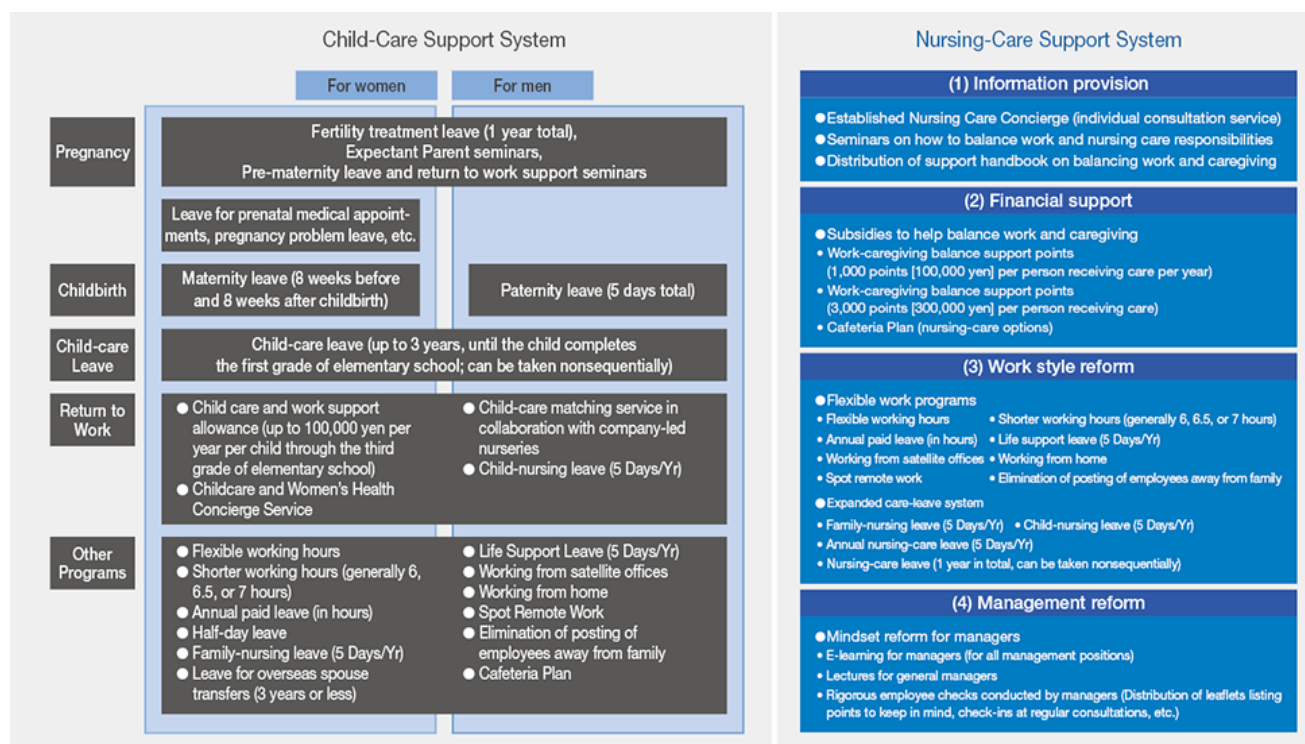 Child-Care Support System
For women
For men
Pregnancy
Fertility treatment leave (1 year total),
Expectant Parent seminars,
Pre-maternity leave and return to work support seminars
Leave for prenatal medical appoint-
ments, pregnancy problem leave, etc.
Childbirth
Maternity leave (8 weeks before
and 8 weeks after childbirth)
Paternity leave (5 days total)
Child-care
Leave
Child-care leave (up to 3 years, until the child completes
the first grade of elementary school; can be taken nonsequentially)
Return to
Work
● Child care and work support
allowance (up to 100,000 yen per
year per child through the third
grade of elementary school)
● Childcare and Women's Health
Concierge Service
● Child-care matching service in
collaboration with company-led
nurseries
● Child-nursing leave (5 Days/Yr)
Other
Programs
● Flexible working hours
● Shorter working hours (generally 6,
6.5, or 7 hours)
● Annual paid leave (in hours)
● Half-day leave
● Family-nursing leave (5 Days/Yr)
● Leave for overseas spouse
transfers (3 years or less)
● Life Support Leave (5 Days/Yr)
● Working from satellite offices
● Working from home
● Spot Remote Work
● Elimination of posting of
employees away from family
● Cafeteria Plan
Nursing-Care Support System
(1) Information provision
●Established Nursing Care Concierge (individual consultation service)
●Seminars on how to balance work and nursing care responsibilities
●Distribution of support handbook on balancing work and caregiving
(2) Financial support
●Subsidies to help balance work and caregiving
• Work-caregiving balance support points
(1,000 points [100,000 yen] per person receiving care per year)
• Work-caregiving balance support points
(3,000 points [300,000 yen] per person receiving care)
• Cafeteria Plan (nursing-care options)
(3) Work style reform
●Flexible work programs
• Flexible working hours • Shorter working hours (generally 6, 6.5, or 7 hours)
• Annual paid leave (in hours) • Life support leave (5 Days/Yr)
• Working from satellite offices • Working from home
• Spot remote work • Elimination of posting of employees away from family
●Expanded care-leave system
• Family-nursing leave (5 Days/Yr) • Child-nursing leave (5 Days/Yr)
• Annual nursing-care leave (5 Days/Yr)
• Nursing-care leave (1 year in total, can be taken nonsequentially)
(4) Management reform
●Mindset reform for managers
• E-learning for managers (for all management positions)
• Lectures for general managers
• Rigorous employee checks conducted by managers (Distribution of leaflets listing
points to keep in mind, check-ins at regular consultations, etc.)